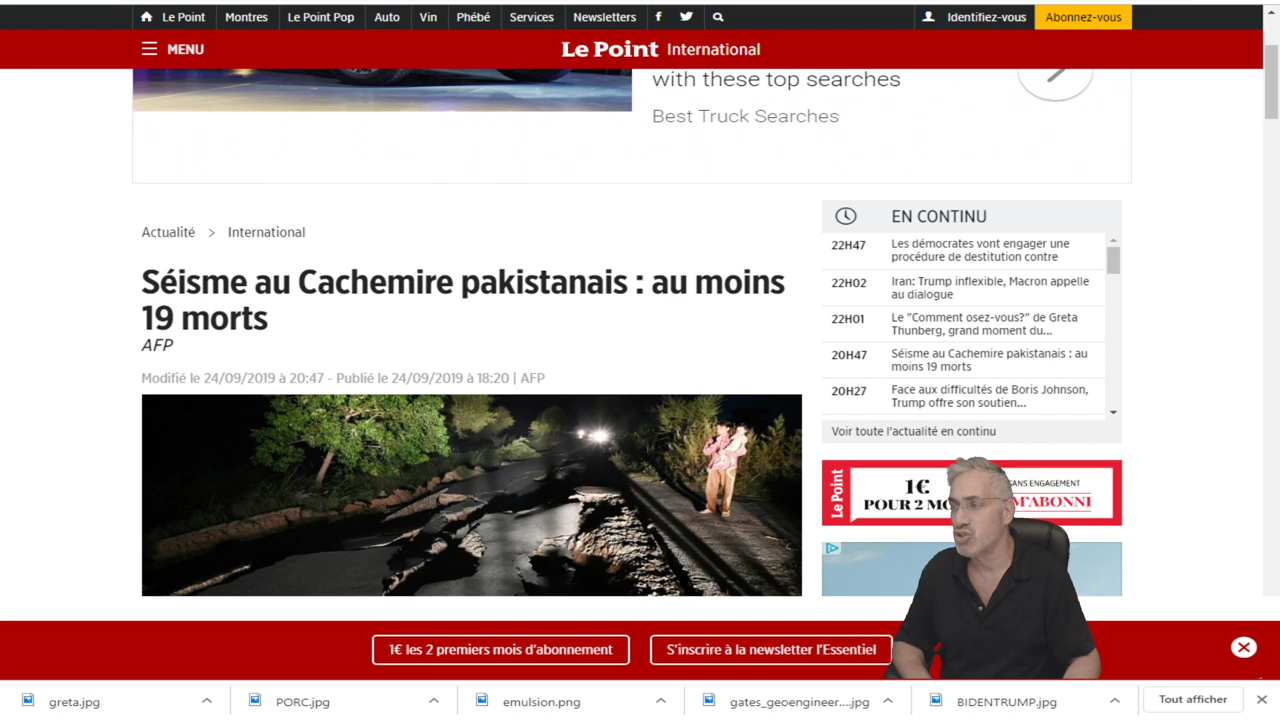 Le Point Montres Le Point Pop Auto Vin Phébé Services Newsletters Identifiez-vous Abonnez-vous
MENU Le Point International
with these top searches
Best Truck Searches
Actualité > International
Séisme au Cachemire pakistanais : au moins
19 morts
AFP
Modifié le 24/09/2019 à 20:47 - Publié le 24/09/2019 à 18:20 | AFP
EN CONTINU
22H47 Les démocrates vont engager une
procédure de destitution contre
22H02 Iran: Trump inflexible, Macron appelle
au dialogue
22H01 Le "Comment osez-vous?" de Greta
Thunberg, grand moment du...
20H47 Séisme au Cachemire pakistanais : au
moins 19 morts
20H27 Face aux difficultés de Boris Johnson,
Trump offre son soutien...
Voir toute l'actualité en continu
Le Point
1€ SANS ENGAGEMENT
POUR 2 MO M'ABONNI
1€ les 2 premiers mois d'abonnement S'inscrire à la newsletter l'Essentiel
greta.jpg PORC.jpg emulsion.png gates_geoengineer....jpg BIDENTRUMP.jpg Tout afficher